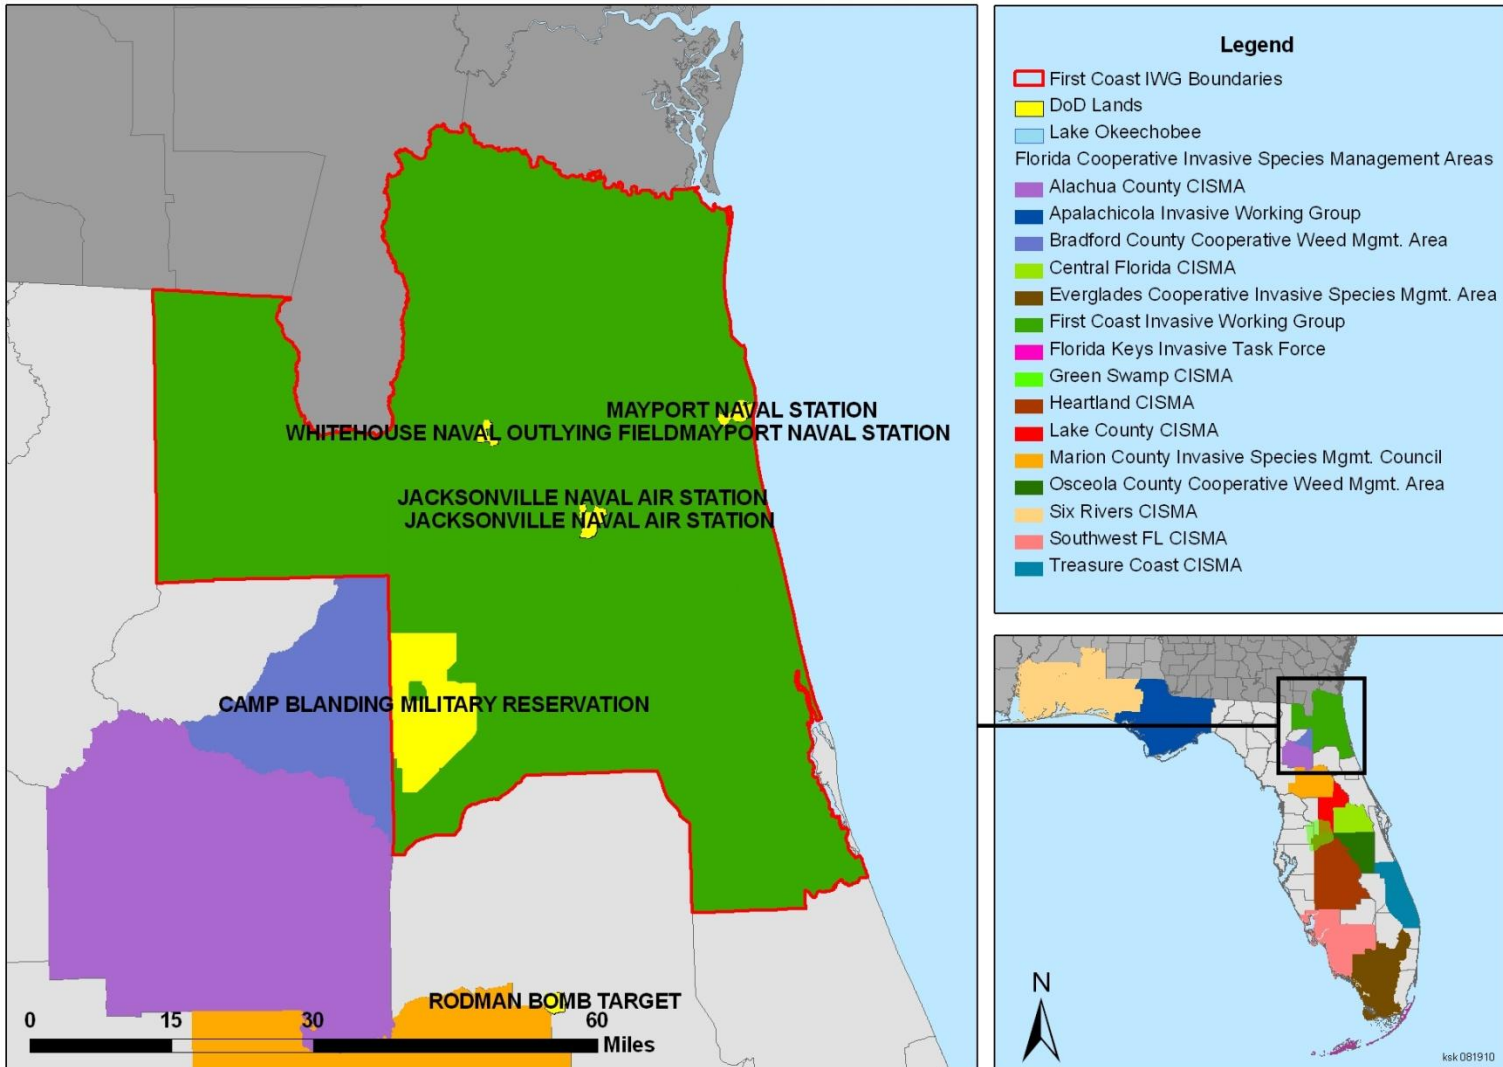 MAYPORT NAVAL STATION
WHITEHOUSE NAVAL OUTLYING FIELDMAYPORT NAVAL STATION
JACKSONVILLE NAVAL AIR STATION
JACKSONVILLE NAVAL AIR STATION
CAMP BLANDING MILITARY RESERVATION
RODMAN BOMB TARGET
0 15 30 60
Miles
Legend
First Coast IWG Boundaries
DoD Lands
Lake Okeechobee
Florida Cooperative Invasive Species Management Areas
Alachua County CISMA
Apalachicola Invasive Working Group
Bradford County Cooperative Weed Mgmt. Area
Central Florida CISMA
Everglades Cooperative Invasive Species Mgmt. Area
First Coast Invasive Working Group
Florida Keys Invasive Task Force
Green Swamp CISMA
Heartland CISMA
Lake County CISMA
Marion County Invasive Species Mgmt. Council
Osceola County Cooperative Weed Mgmt. Area
Six Rivers CISMA
Southwest FL CISMA
Treasure Coast CISMA
N
ksk 081910